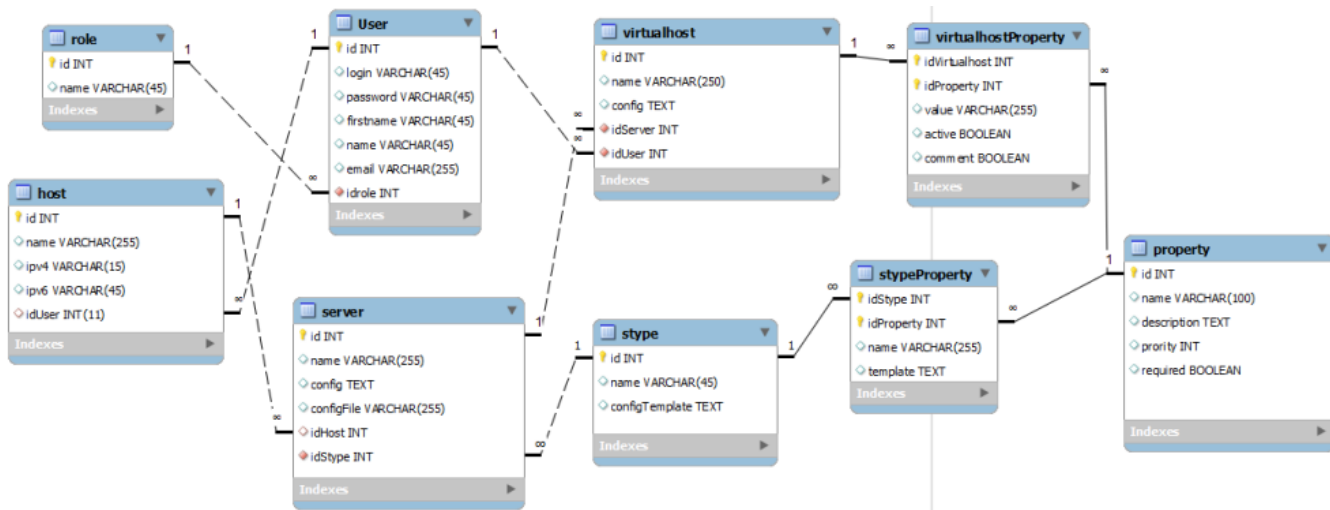 role
id INT
name VARCHAR(45)
Indexes
1
User
id INT
login VARCHAR(45)
password VARCHAR(45)
firstname VARCHAR(45)
name VARCHAR(45)
email VARCHAR(255)
idrole INT
Indexes
1
1
∞
virtualhost
id INT
name VARCHAR(250)
config TEXT
idServer INT
idUser INT
Indexes
∞
∞
1
virtualhostProperty
idVirtualhost INT
idProperty INT
value VARCHAR(255)
active BOOLEAN
comment BOOLEAN
Indexes
∞
∞
host
id INT
name VARCHAR(255)
ipv4 VARCHAR(15)
ipv6 VARCHAR(45)
idUser INT(11)
Indexes
1
∞
server
id INT
name VARCHAR(255)
config TEXT
configFile VARCHAR(255)
idHost INT
idStype INT
Indexes
1
∞
∞
stype
id INT
name VARCHAR(45)
configTemplate TEXT
Indexes
1
1
stypeProperty
idStype INT
idProperty INT
name VARCHAR(255)
template TEXT
Indexes
∞
∞
property
id INT
name VARCHAR(100)
description TEXT
prority INT
required BOOLEAN
Indexes
1